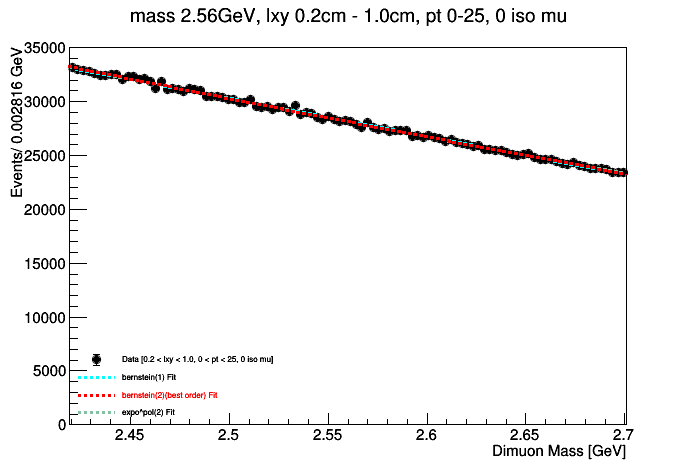 mass 2.56GeV, lxy 0.2cm - 1.0cm, pt 0-25, 0 iso mu
Events/ 0.002816 GeV
35000
30000
25000
20000
15000
10000
5000
0
Data [0.2 < lxy < 1.0, 0 < pt < 25, 0 iso mu]
bernstein(1) Fit
bernstein(2)(best order) Fit
expo^pol(2) Fit
2.45 2.5 2.55 2.6 2.65 2.7
Dimuon Mass [GeV]